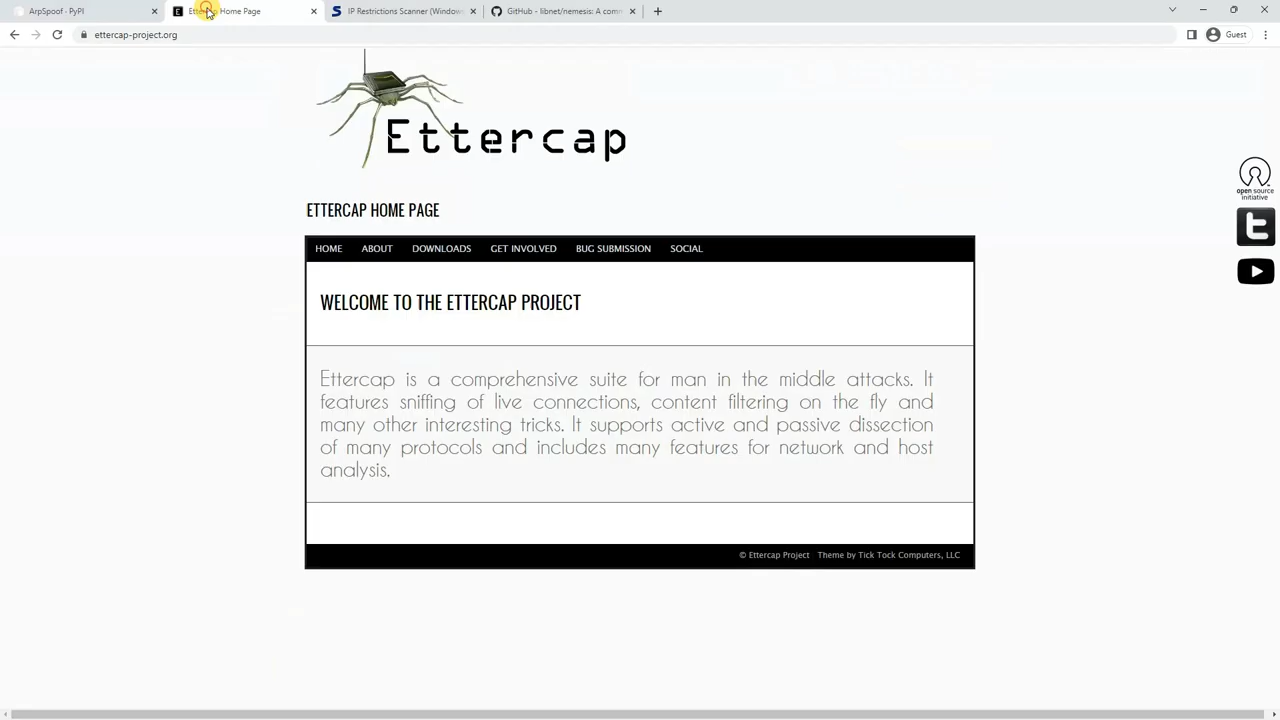 ArpSpoof - PyPI
Home Page
IP Restrictions Scanner (Window
GitHub - libnet/nemesis: A comm
ettercap-project.org
Guest
Ettercap
open source
initiative
ETTERCAP HOME PAGE
HOME ABOUT DOWNLOADS GET INVOLVED BUG SUBMISSION SOCIAL
WELCOME TO THE ETTERCAP PROJECT
Ettercap is a comprehensive suite for man in the middle attacks. It
features sniffing of live connections, content filtering on the fly and
many other interesting tricks. It supports active and passive dissection
of many protocols and includes many features for network and host
analysis.
© Ettercap Project Theme by Tick Tock Computers, LLC